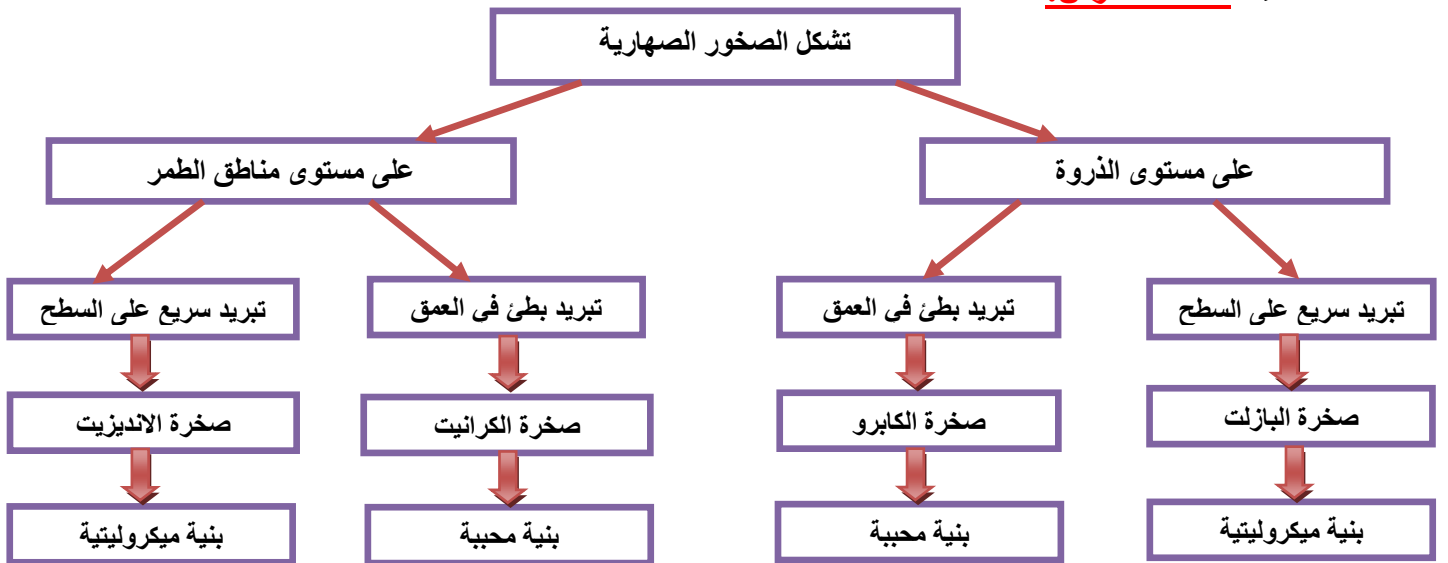 تشكل الصخور الصهارية
على مستوى الذروة
على مستوى مناطق الطمر
تبريد سريع على السطح
تبريد بطئ في العمق
تبريد بطئ في العمق
تبريد سريع على السطح
صخرة البازلت
صخرة الكابرو
صخرة الكرانيت
صخرة الانديزيت
بنية ميكروليتية
بنية محببة
بنية محببة
بنية ميكروليتية